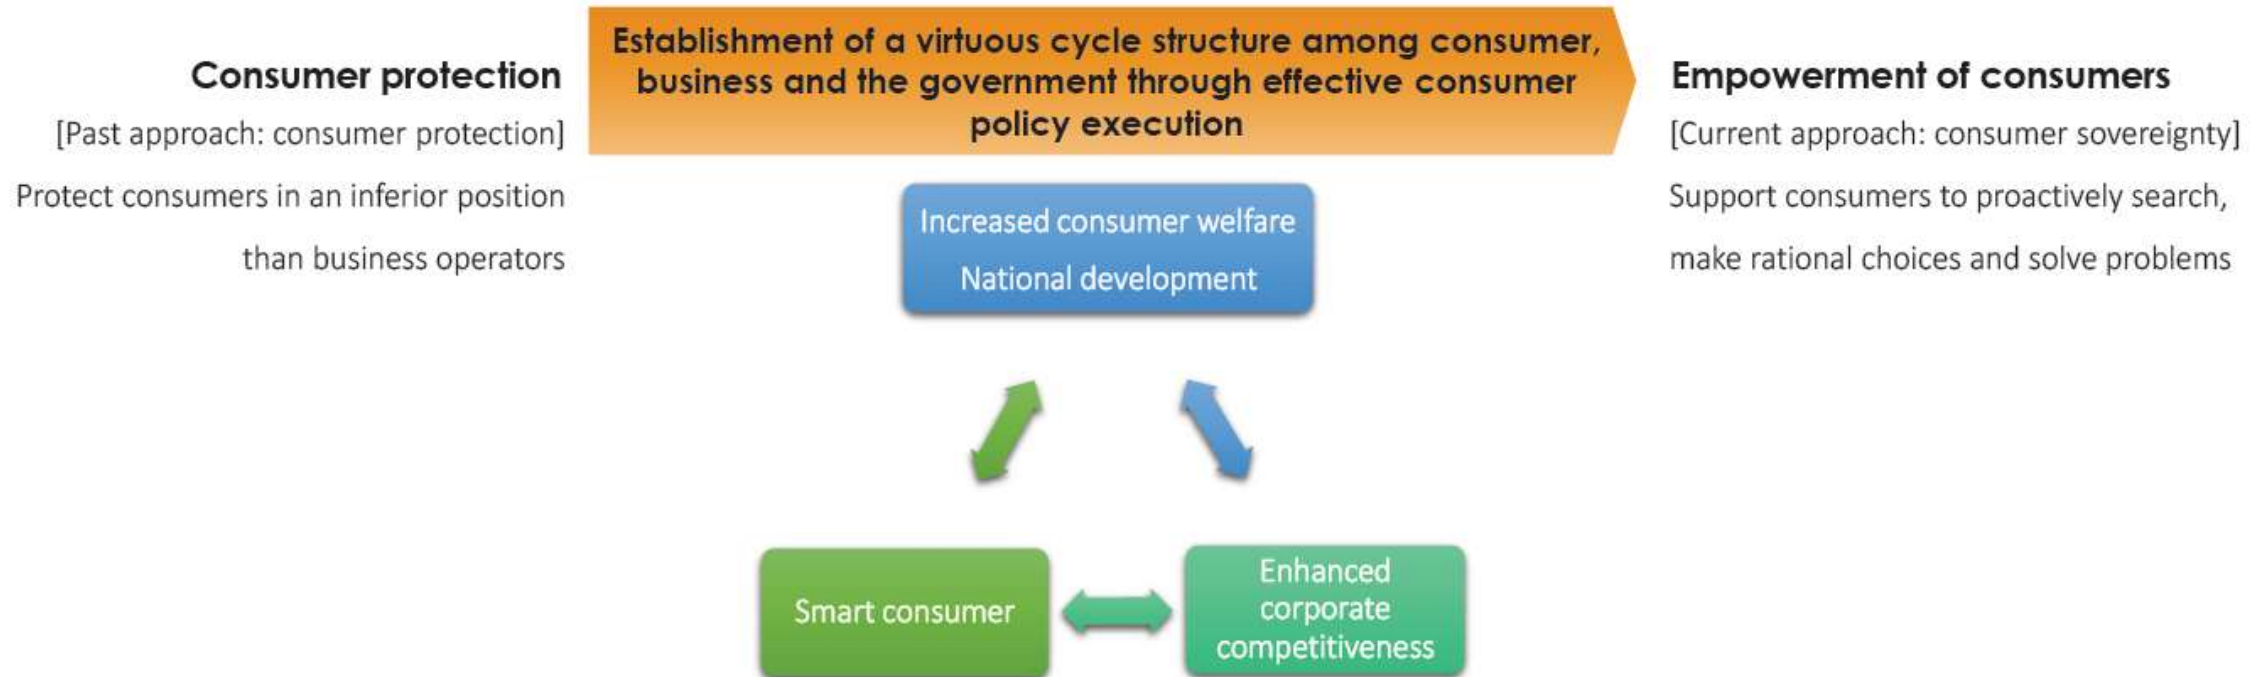 Consumer protection
[Past approach: consumer protection]
Protect consumers in an inferior position
than business operators
Establishment of a virtuous cycle structure among consumer,
business and the government through effective consumer
policy execution
Empowerment of consumers
[Current approach: consumer sovereignty]
Support consumers to proactively search,
make rational choices and solve problems
Increased consumer welfare
National development
Smart consumer
Enhanced
corporate
competitiveness